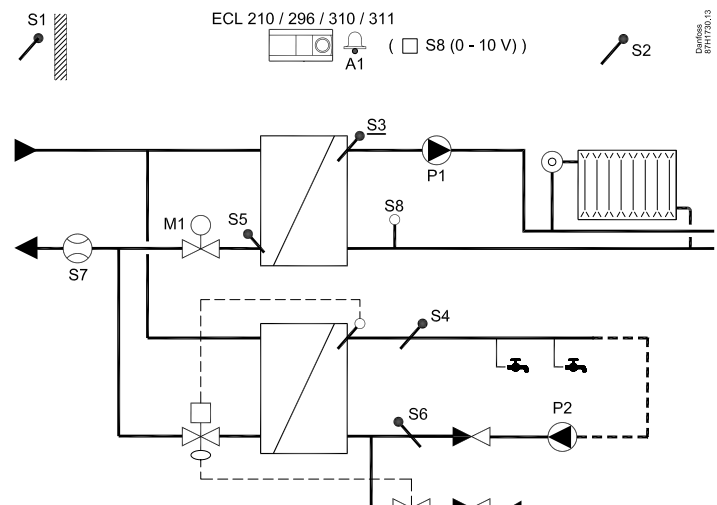 S1
ECL 210 / 296 / 310 / 311
A1
( □ S8 (0 - 10 V) )
S2
Danfoss
87H1730.13
S3
P1
S8
M1
S5
S7
S4
S6
P2